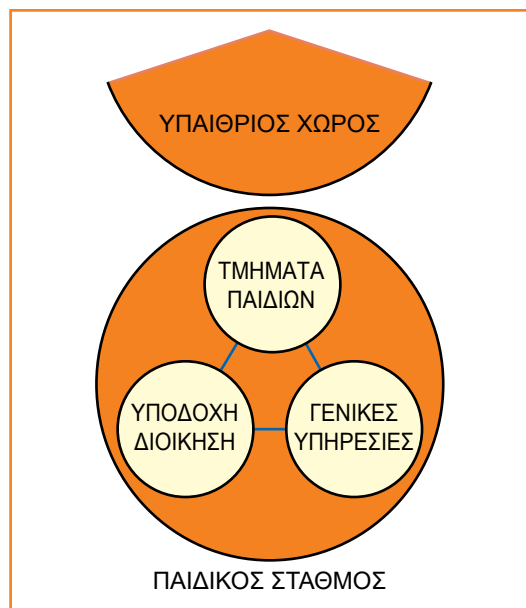 ΥΠΑΙΘΡΙΟΣ ΧΩΡΟΣ
ΤΜΗΜΑΤΑ
ΠΑΙΔΙΩΝ
ΥΠΟΔΟΧΗ
ΔΙΟΙΚΗΣΗ
ΓΕΝΙΚΕΣ
ΥΠΗΡΕΣΙΕΣ
ΠΑΙΔΙΚΟΣ ΣΤΑΘΜΟΣ